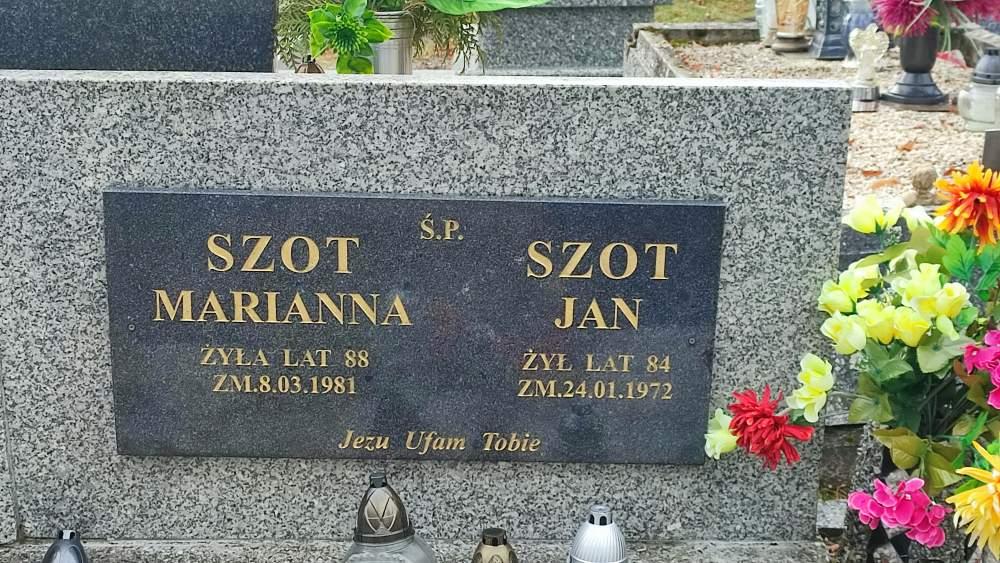 Ś.P.
SZOT
MARIANNA
ŻYŁA LAT 88
ZM.8.03.1981
SZOT
JAN
ŻYŁ LAT 84
ZM.24.01.1972
Jezu Ufam Tobie